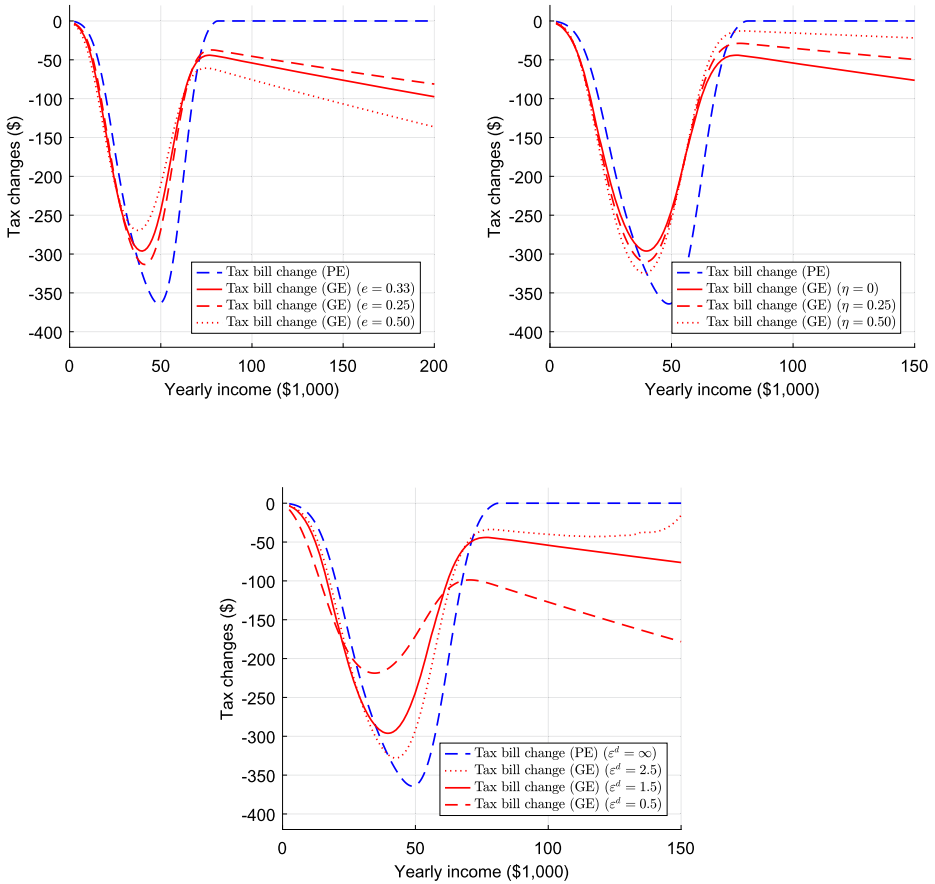 0
-50
-100
-150
-200
-250
-300
-350
-400
Tax changes ($)
Tax bill change (PE)
Tax bill change (GE) (e = 0.33)
Tax bill change (GE) (e = 0.25)
Tax bill change (GE) (e = 0.50)
0 50 100 150 200
Yearly income ($1,000)
0
-50
-100
-150
-200
-250
-300
-350
-400
Tax changes ($)
Tax bill change (PE)
Tax bill change (GE) (η = 0)
Tax bill change (GE) (η = 0.25)
Tax bill change (GE) (η = 0.50)
0 50 100 150
Yearly income ($1,000)
0
-50
-100
-150
-200
-250
-300
-350
-400
Tax changes ($)
Tax bill change (PE) (ε^d = ∞)
Tax bill change (GE) (ε^d = 2.5)
Tax bill change (GE) (ε^d = 1.5)
Tax bill change (GE) (ε^d = 0.5)
0 50 100 150
Yearly income ($1,000)